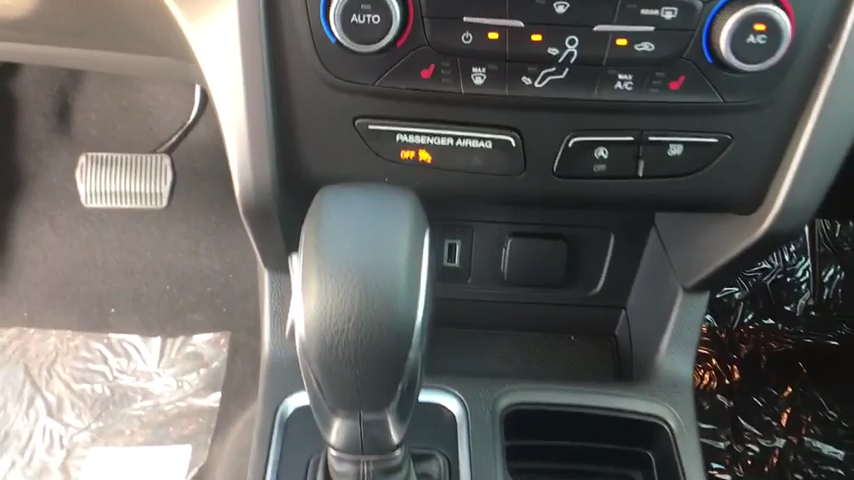 AUTO
A/C
MAX
MAX
A/C
PASSENGER AIRBAG
OFF
OFF